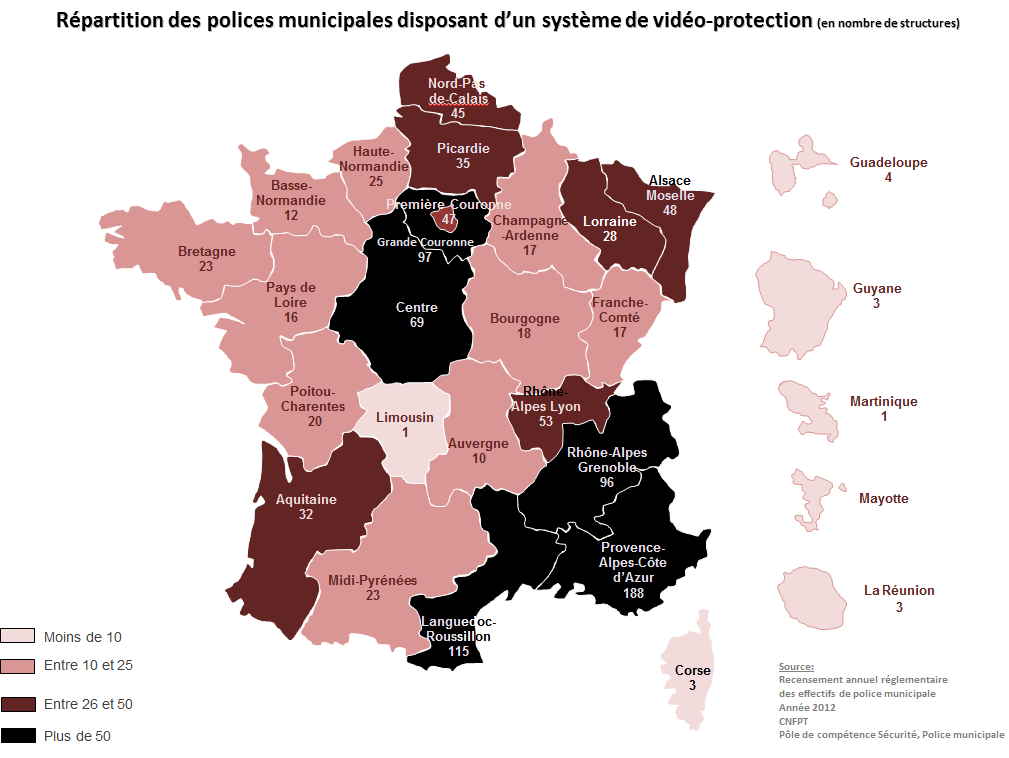 Répartition des polices municipales disposant d'un système de vidéo-protection (en nombre de structures)
Nord-Pas
de-Calais
45
Picardie
35
Haute-
Normandie
25
Basse-
Normandie
12
Première Couronne
47
Grande Couronne
97
Champagne
-Ardenne
17
Lorraine
28
Alsace
Moselle
48
Bretagne
23
Pays de
Loire
16
Centre
69
Bourgogne
18
Franche-
Comté
17
Poitou-
Charentes
20
Limousin
1
Auvergne
10
Rhône-
Alpes Lyon
53
Rhône-Alpes
Grenoble
96
Aquitaine
32
Midi-Pyrénées
23
Provence-
Alpes-Côte
d'Azur
188
Languedoc-
Roussillon
115
Corse
3
Guadeloupe
4
Guyane
3
Martinique
1
Mayotte
La Réunion
3
Moins de 10
Entre 10 et 25
Entre 26 et 50
Plus de 50
Source:
Recensement annuel réglementaire
des effectifs de police municipale
Année 2012
CNFPT
Pôle de compétence Sécurité, Police municipale